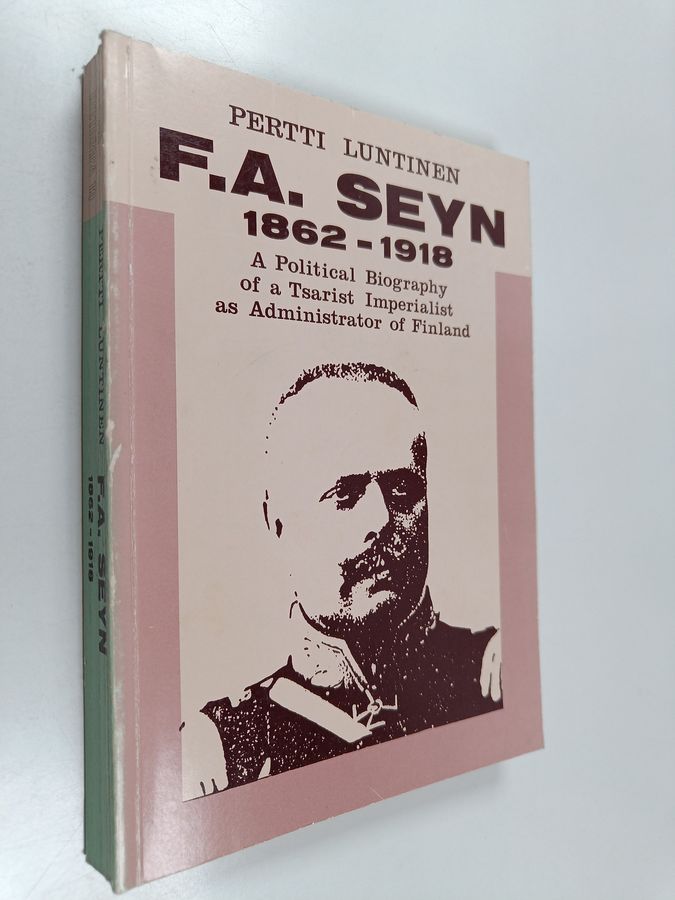 PERTTI LUNTINEN
F.A. SEYN
1862-1918
A Political Biography
of a Tsarist Imperialist
as Administrator of Finland
PERTTI LUNTINEN
F.A. SEYN
1862-1918